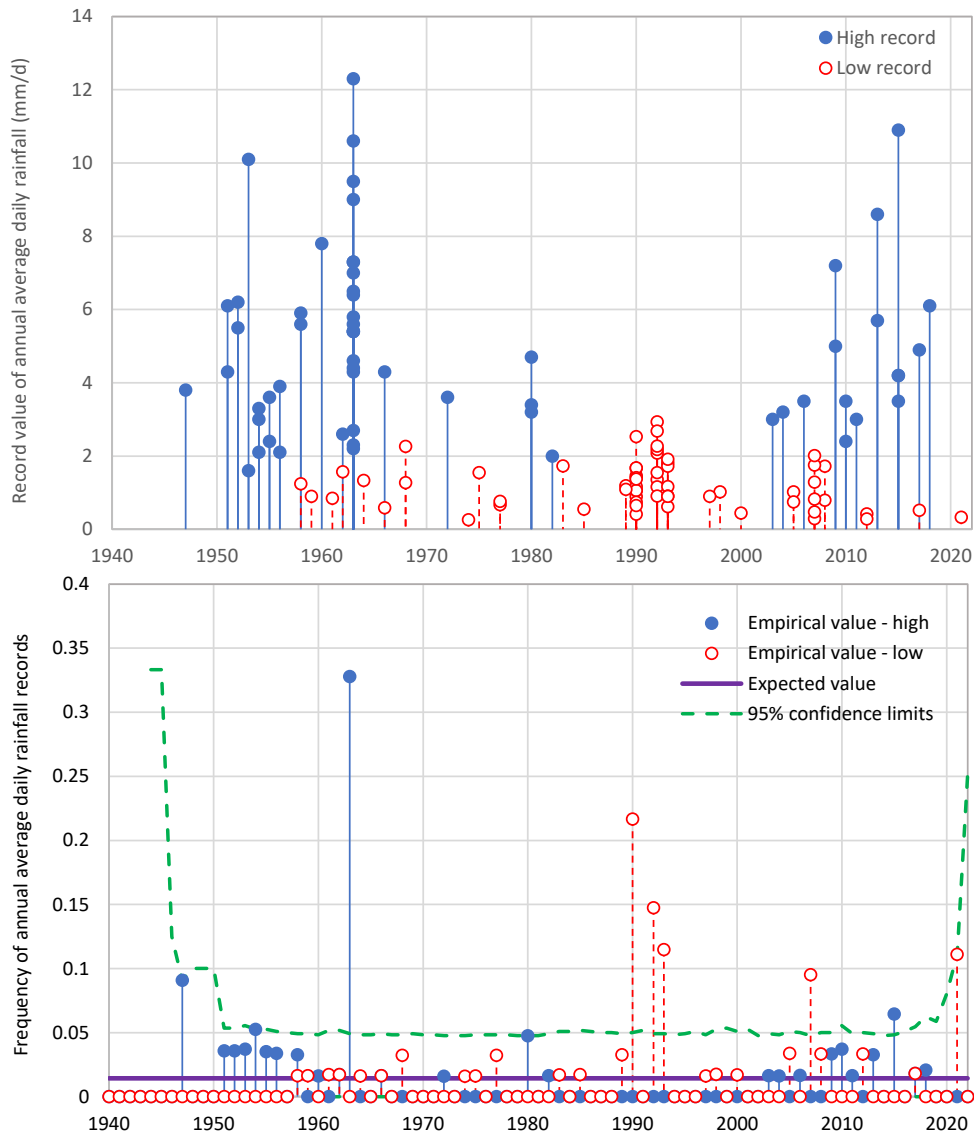 Record value of annual average daily rainfall (mm/d)
14
12
10
8
6
4
2
0
High record
Low record
1940 1950 1960 1970 1980 1990 2000 2010 2020
Frequency of annual average daily rainfall records
0.4
0.35
0.3
0.25
0.2
0.15
0.1
0.05
0
Empirical value - high
Empirical value - low
Expected value
95% confidence limits
1940 1950 1960 1970 1980 1990 2000 2010 2020